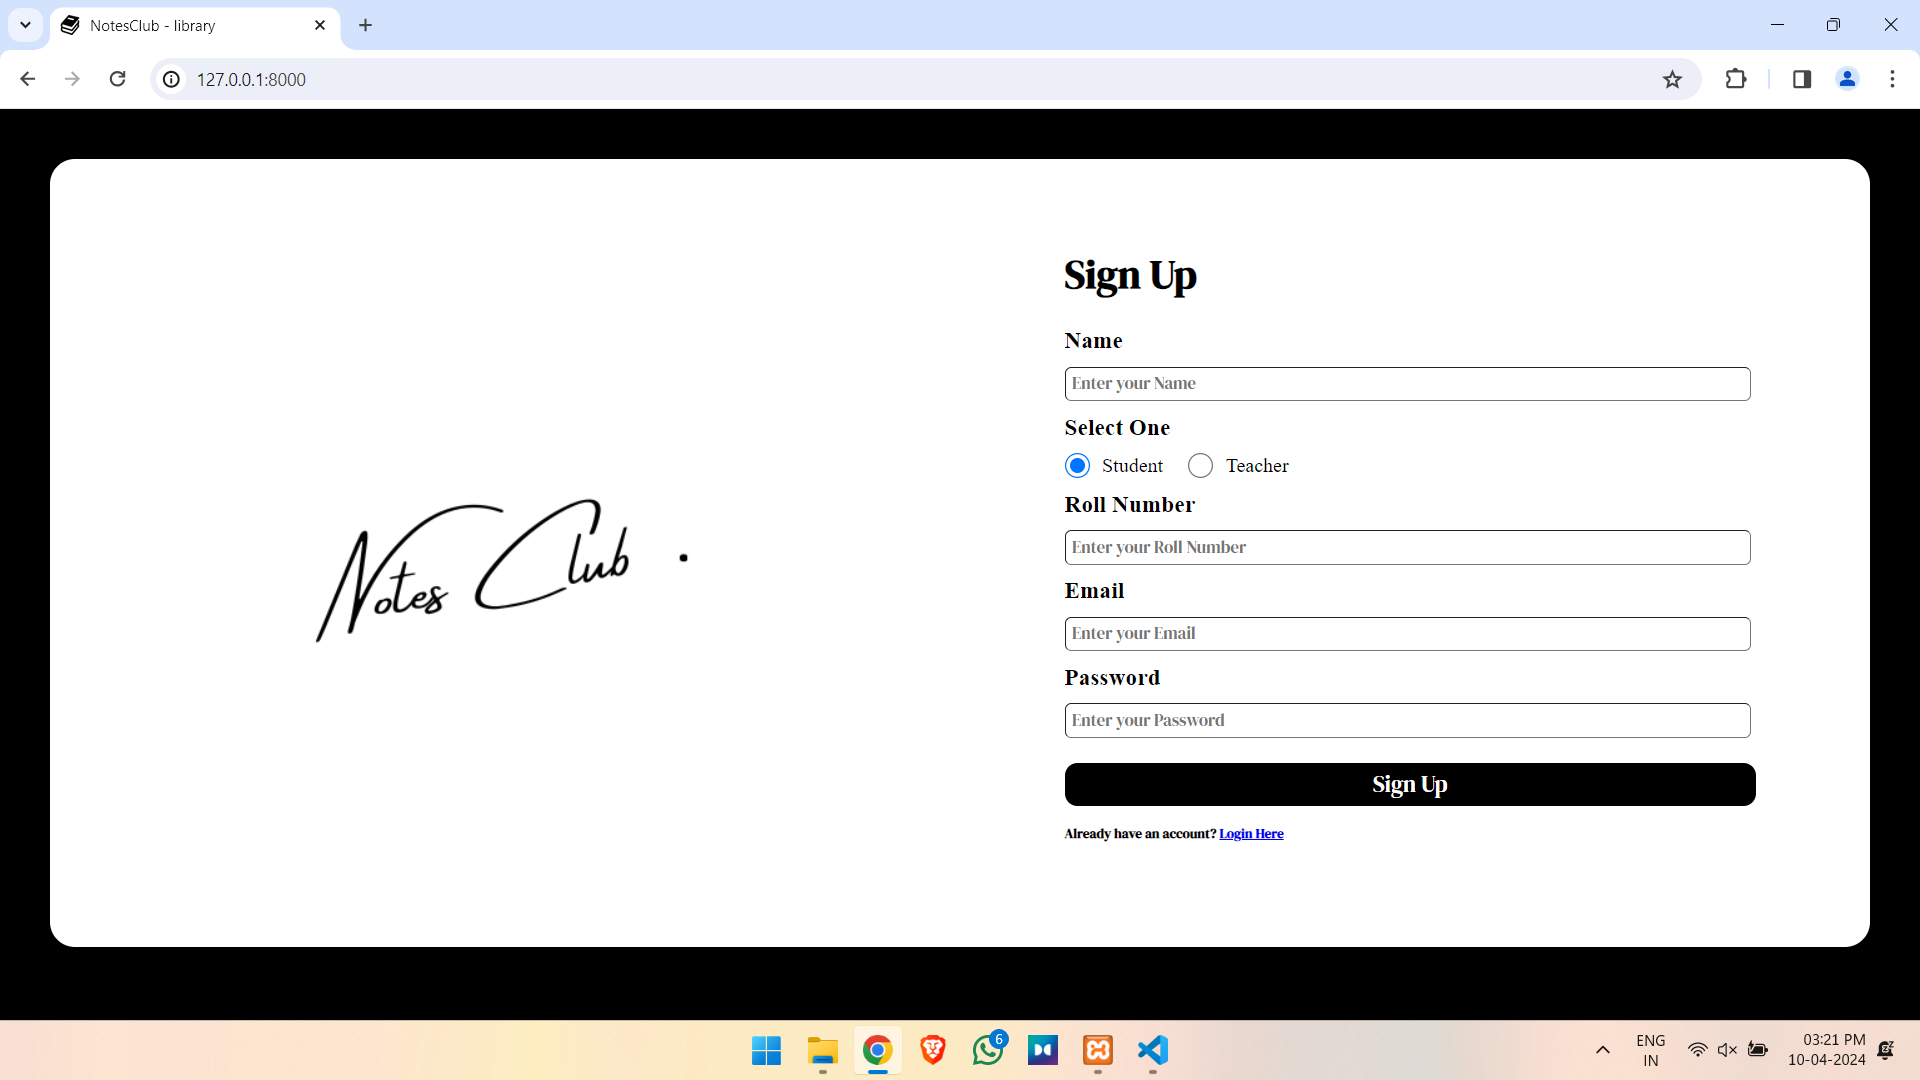 NotesClub - library
127.0.0.1:8000
Notes Club .
Sign Up
Name
Enter your Name
Select One
Student Teacher
Roll Number
Enter your Roll Number
Email
Enter your Email
Password
Enter your Password
Sign Up
Already have an account? Login Here
6
ENG
IN
03:21 PM
10-04-2024